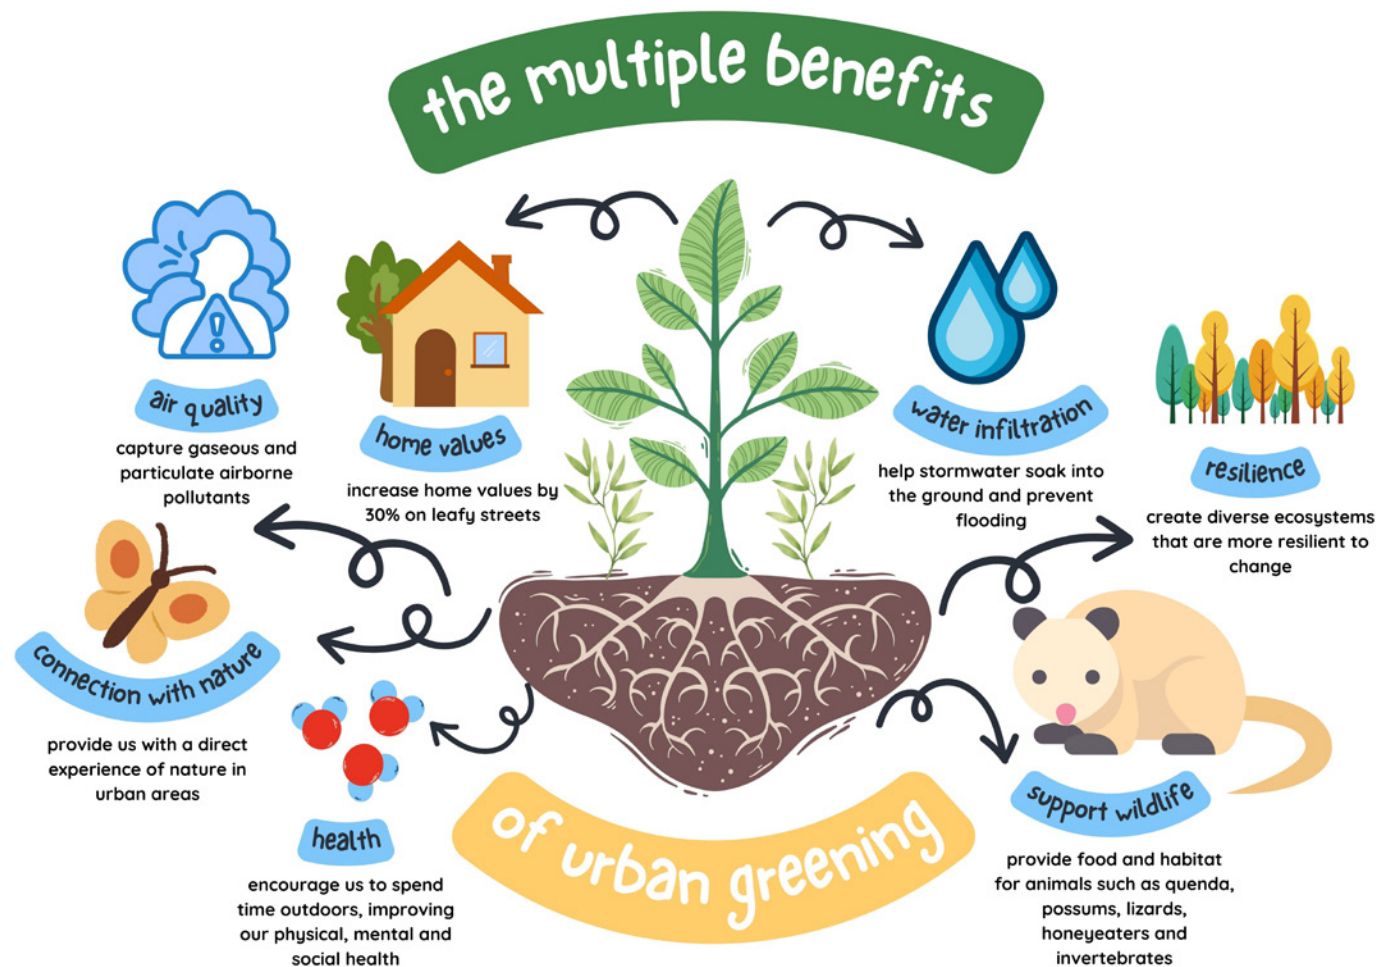 the multiple benefits
air quality
capture gaseous and
particulate airborne
pollutants
home values
increase home values by
30% on leafy streets
water infiltration
help stormwater soak into
the ground and prevent
flooding
resilience
create diverse ecosystems
that are more resilient to
change
connection with nature
provide us with a direct
experience of nature in
urban areas
health
encourage us to spend
time outdoors, improving
our physical, mental and
social health
support wildlife
provide food and habitat
for animals such as quenda,
possums, lizards,
honeyeaters and
invertebrates
of urban greening